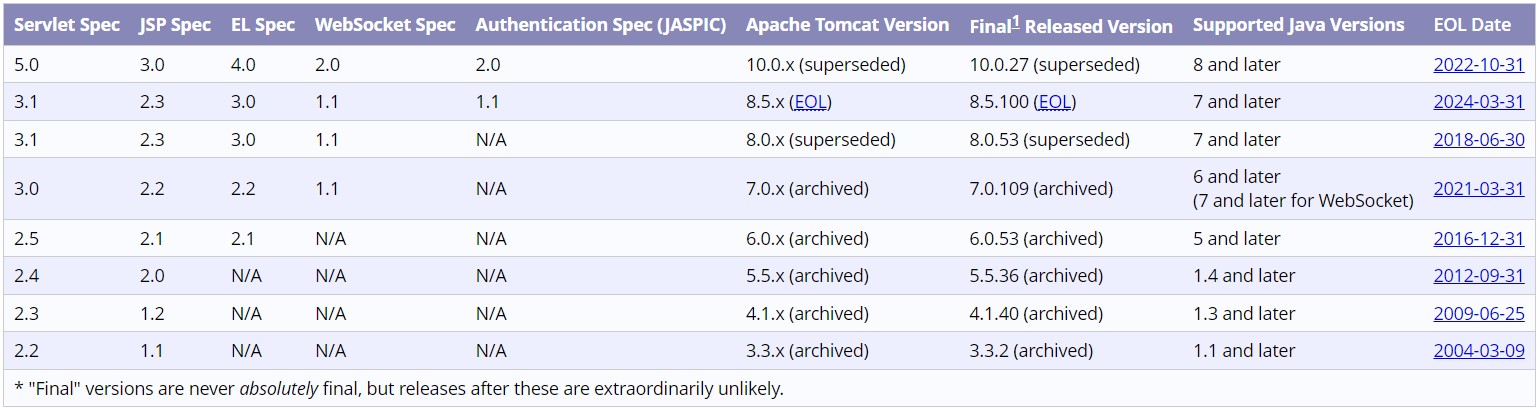 Servlet Spec JSP Spec EL Spec WebSocket Spec Authentication Spec (JASPIC) Apache Tomcat Version Final1 Released Version Supported Java Versions EOL Date
5.0 3.0 4.0 2.0 2.0 10.0.x (superseded) 10.0.27 (superseded) 8 and later 2022-10-31
3.1 2.3 3.0 1.1 1.1 8.5.x (EOL) 8.5.100 (EOL) 7 and later 2024-03-31
3.1 2.3 3.0 1.1 N/A 8.0.x (superseded) 8.0.53 (superseded) 7 and later 2018-06-30
3.0 2.2 2.2 1.1 N/A 7.0.x (archived) 7.0.109 (archived) 6 and later
(7 and later for WebSocket) 2021-03-31
2.5 2.1 2.1 N/A N/A 6.0.x (archived) 6.0.53 (archived) 5 and later 2016-12-31
2.4 2.0 N/A N/A N/A 5.5.x (archived) 5.5.36 (archived) 1.4 and later 2012-09-31
2.3 1.2 N/A N/A N/A 4.1.x (archived) 4.1.40 (archived) 1.3 and later 2009-06-25
2.2 1.1 N/A N/A N/A 3.3.x (archived) 3.3.2 (archived) 1.1 and later 2004-03-09
* "Final" versions are never absolutely final, but releases after these are extraordinarily unlikely.